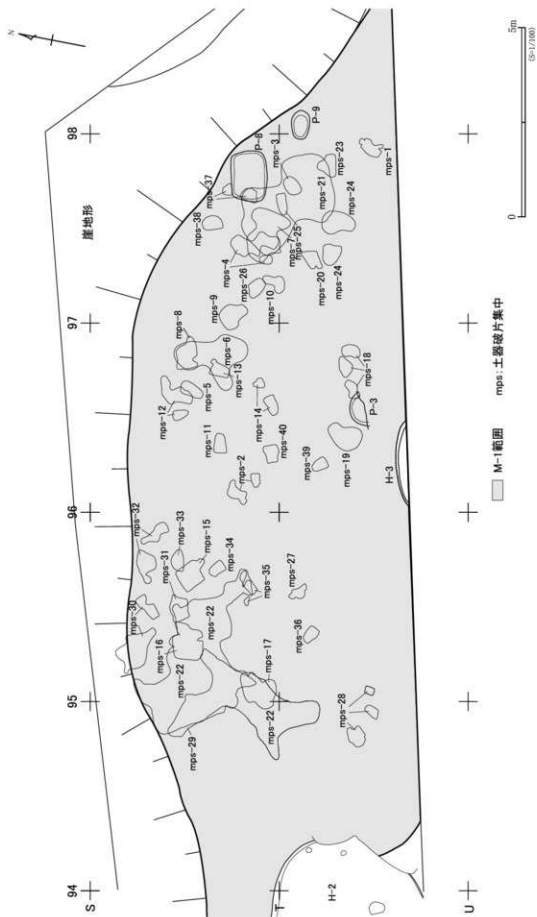 N
崖地形
98
97
96
95
94
S
T
U
P-8
P-9
mps-3
mps-1
mps-37
mps-38
mps-23
mps-21
mps-24
mps-25
mps-7
mps-4
mps-26
mps-20
mps-24
mps-10
mps-9
mps-8
mps-6
mps-13
mps-5
mps-12
mps-14
mps-18
P-3
mps-11
mps-40
mps-19
mps-39
mps-2
H-3
mps-32
mps-33
mps-15
mps-31
mps-34
mps-35
mps-27
mps-30
mps-22
mps-16
mps-22
mps-17
mps-36
mps-22
mps-28
mps-29
H-2
M-1範囲
mps:土器破片集中
0
5m
(S=1/100)